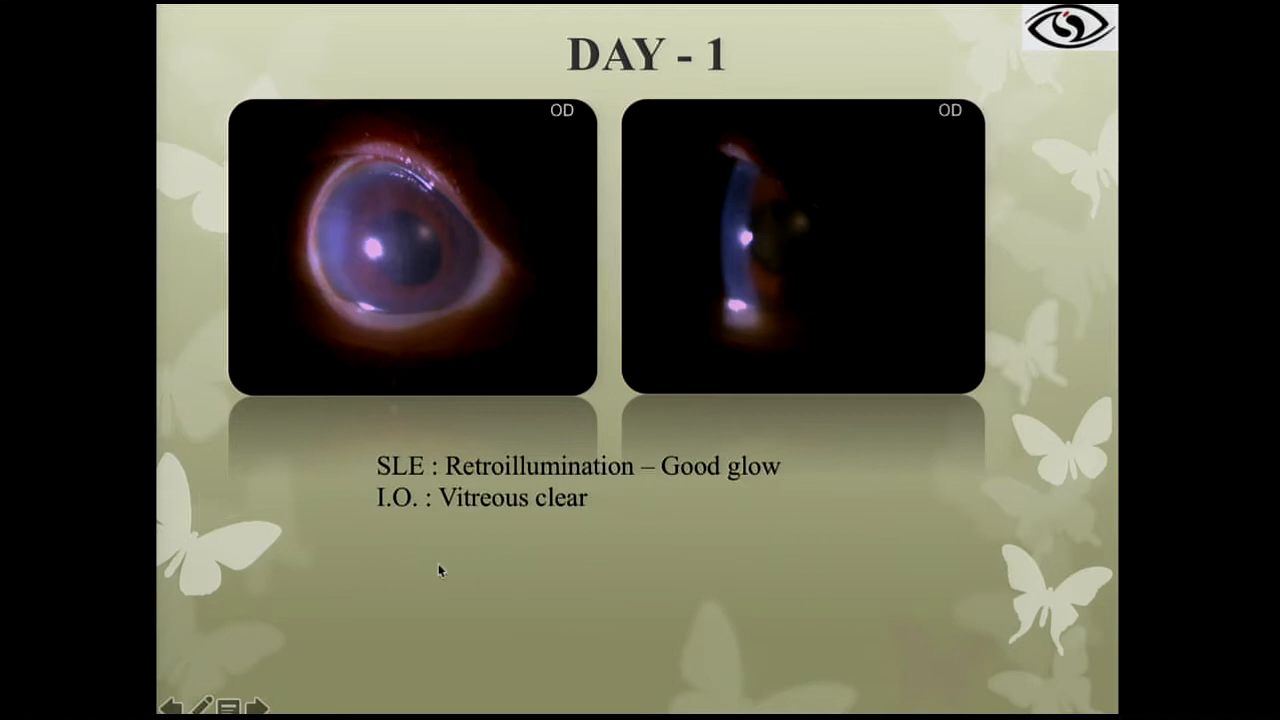 DAY - 1
OD
OD
SLE : Retroillumination – Good glow
I.O. : Vitreous clear